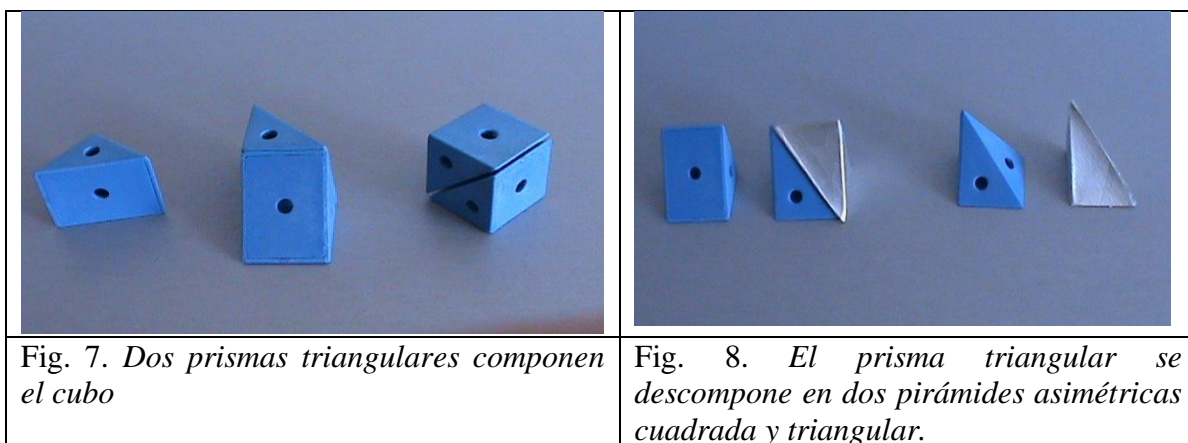 Fig. 7. Dos prismas triangulares componen
el cubo
Fig. 8. El prisma triangular se
descompone en dos pirámides asimétricas
cuadrada y triangular.